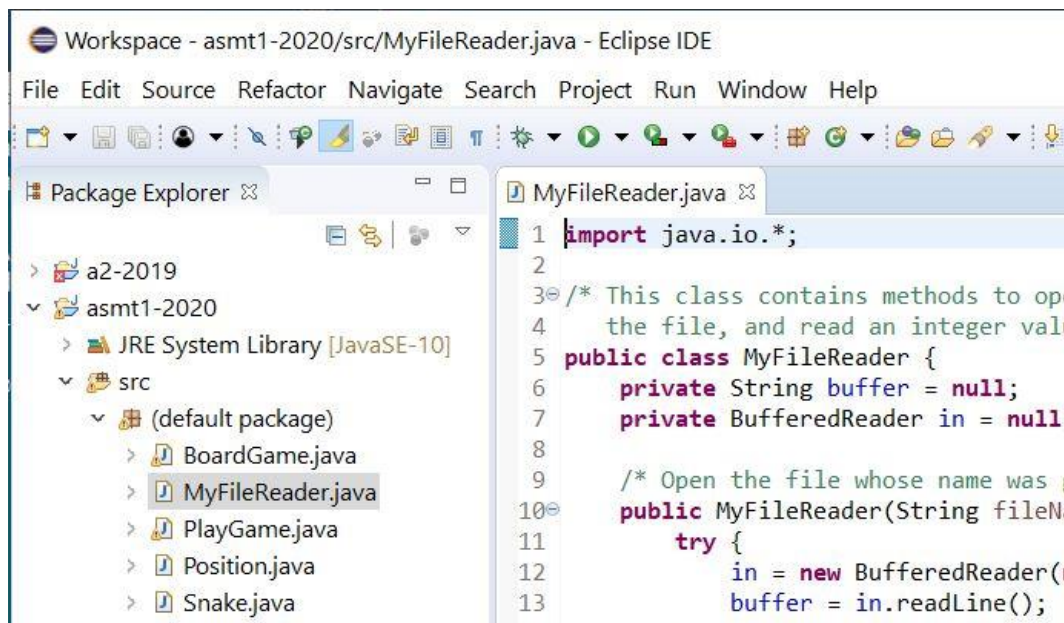 Workspace - asmt1-2020/src/MyFileReader.java - Eclipse IDE
File Edit Source Refactor Navigate Search Project Run Window Help
Package Explorer
a2-2019
asmt1-2020
JRE System Library [JavaSE-10]
src
(default package)
BoardGame.java
MyFileReader.java
PlayGame.java
Position.java
Snake.java
MyFileReader.java
1 import java.io.*;
2
3 /* This class contains methods to op
4 the file, and read an integer val
5 public class MyFileReader {
6 private String buffer = null;
7 private BufferedReader in = null
8
9 /* Open the file whose name was
10 public MyFileReader(String fileN
11 try {
12 in = new BufferedReader(
13 buffer = in.readLine();